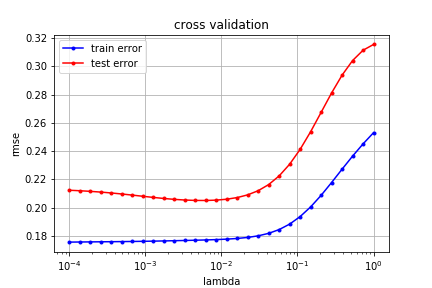 cross validation
train error
test error
rmse
0.32
0.30
0.28
0.26
0.24
0.22
0.20
0.18
10⁻⁴ 10⁻³ 10⁻² 10⁻¹ 10⁰
lambda